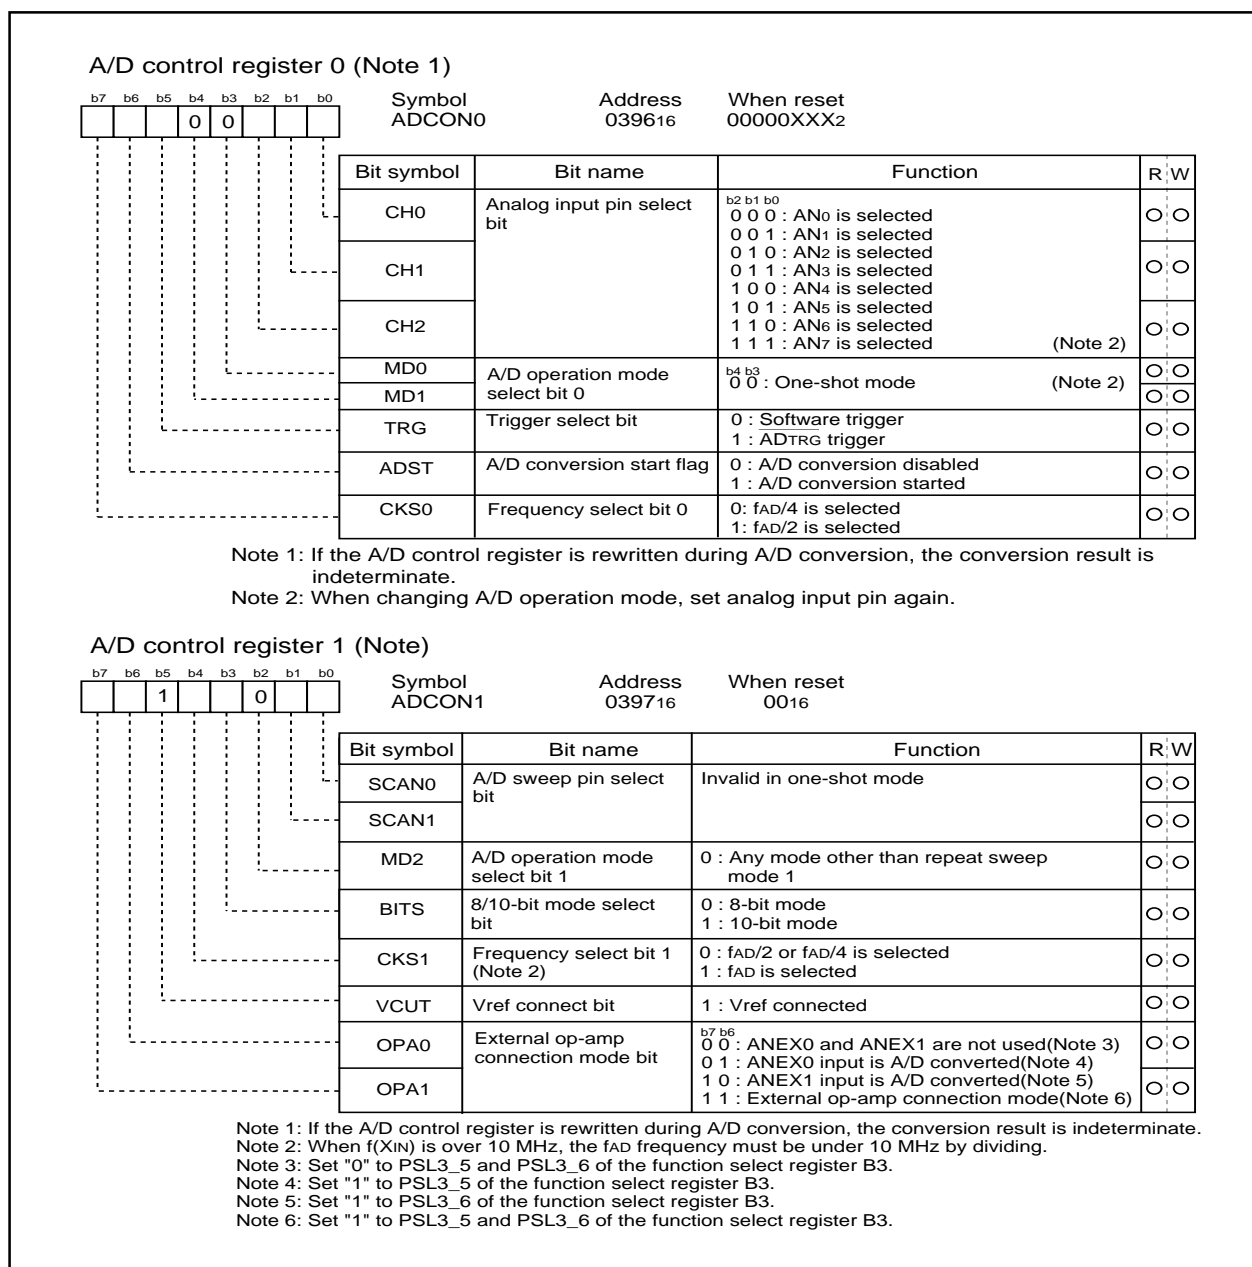 A/D control register 0 (Note 1)
b7 b6 b5 b4 b3 b2 b1 b0
0 0
Symbol Address When reset
ADCON0 039616 00000XXX2
Bit symbol Bit name Function R W
CH0 Analog input pin select bit
b2 b1 b0
0 0 0 : AN0 is selected
0 0 1 : AN1 is selected
0 1 0 : AN2 is selected
CH1 0 1 1 : AN3 is selected
1 0 0 : AN4 is selected
1 0 1 : AN5 is selected
CH2 1 1 0 : AN6 is selected
1 1 1 : AN7 is selected (Note 2)
MD0 A/D operation mode
MD1 select bit 0
b4 b3
0 0 : One-shot mode (Note 2)
TRG Trigger select bit 0 : Software trigger
1 : ADTRG trigger
ADST A/D conversion start flag 0 : A/D conversion disabled
1 : A/D conversion started
CKS0 Frequency select bit 0 0: fAD/4 is selected
1: fAD/2 is selected
Note 1: If the A/D control register is rewritten during A/D conversion, the conversion result is
indeterminate.
Note 2: When changing A/D operation mode, set analog input pin again.
A/D control register 1 (Note)
b7 b6 b5 b4 b3 b2 b1 b0
1 0
Symbol Address When reset
ADCON1 039716 0016
Bit symbol Bit name Function R W
SCAN0 A/D sweep pin select bit Invalid in one-shot mode
SCAN1
MD2 A/D operation mode select bit 1 0 : Any mode other than repeat sweep
mode 1
BITS 8/10-bit mode select bit 0 : 8-bit mode
1 : 10-bit mode
CKS1 Frequency select bit 1 (Note 2) 0 : fAD/2 or fAD/4 is selected
1 : fAD is selected
VCUT Vref connect bit 1 : Vref connected
OPA0 External op-amp connection mode bit
b7 b6
0 0 : ANEX0 and ANEX1 are not used(Note 3)
0 1 : ANEX0 input is A/D converted(Note 4)
OPA1 1 0 : ANEX1 input is A/D converted(Note 5)
1 1 : External op-amp connection mode(Note 6)
Note 1: If the A/D control register is rewritten during A/D conversion, the conversion result is indeterminate.
Note 2: When f(XIN) is over 10 MHz, the fAD frequency must be under 10 MHz by dividing.
Note 3: Set "0" to PSL3_5 and PSL3_6 of the function select register B3.
Note 4: Set "1" to PSL3_5 of the function select register B3.
Note 5: Set "1" to PSL3_6 of the function select register B3.
Note 6: Set "1" to PSL3_5 and PSL3_6 of the function select register B3.